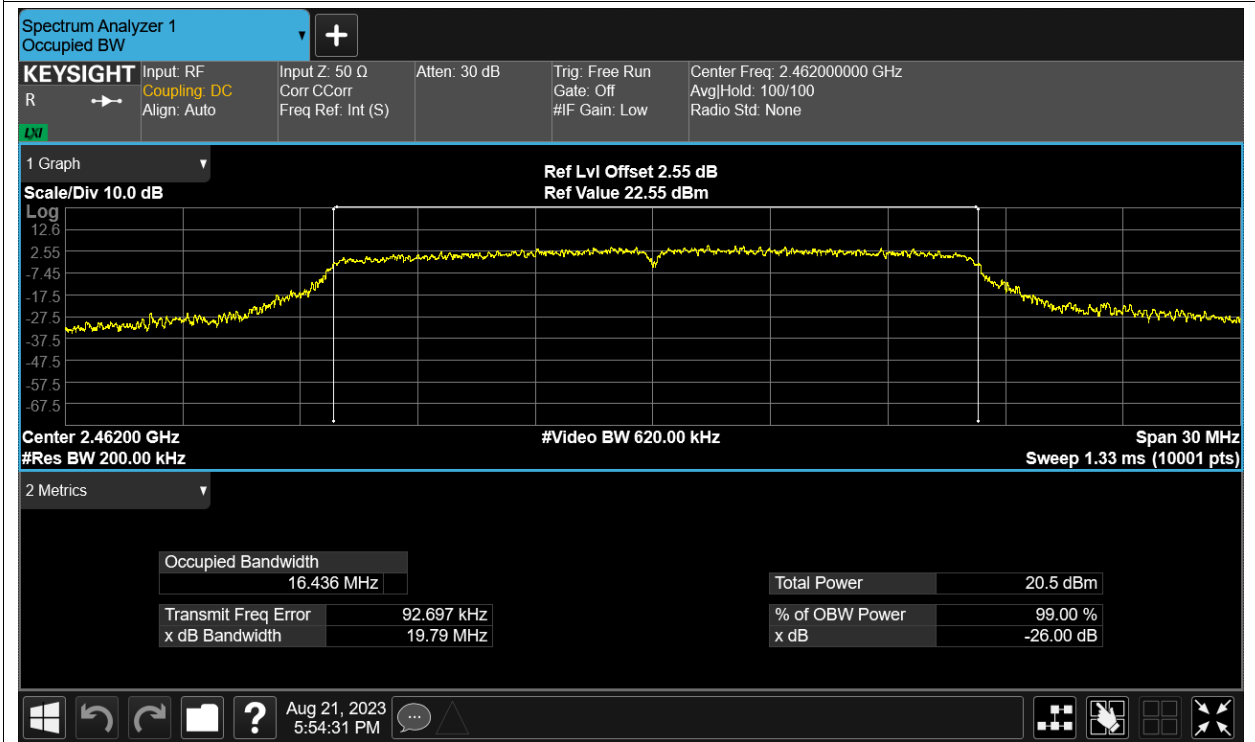 Spectrum Analyzer 1
Occupied BW
KEYSIGHT
R
LXI
Input: RF
Coupling: DC
Align: Auto
Input Z: 50 Ω
Corr CCorr
Freq Ref: Int (S)
Atten: 30 dB
Trig: Free Run
Gate: Off
#IF Gain: Low
Center Freq: 2.462000000 GHz
Avg|Hold: 100/100
Radio Std: None
1 Graph
Scale/Div 10.0 dB
Ref Lvl Offset 2.55 dB
Ref Value 22.55 dBm
Log
12.6
2.55
-7.45
-17.5
-27.5
-37.5
-47.5
-57.5
-67.5
Center 2.46200 GHz
#Video BW 620.00 kHz
Span 30 MHz
#Res BW 200.00 kHz
Sweep 1.33 ms (10001 pts)
2 Metrics
Occupied Bandwidth
16.436 MHz
Total Power 20.5 dBm
Transmit Freq Error 92.697 kHz
% of OBW Power 99.00 %
x dB Bandwidth 19.79 MHz
x dB -26.00 dB
?
Aug 21, 2023
5:54:31 PM